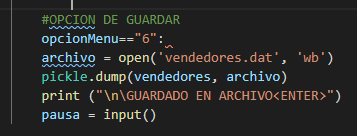 #OPCION DE GUARDAR
opcionMenu=="6":
archivo = open('vendedores.dat', 'wb')
pickle.dump(vendedores, archivo)
print ("\n\GUARDADO EN ARCHIVO<ENTER>")
pausa = input()